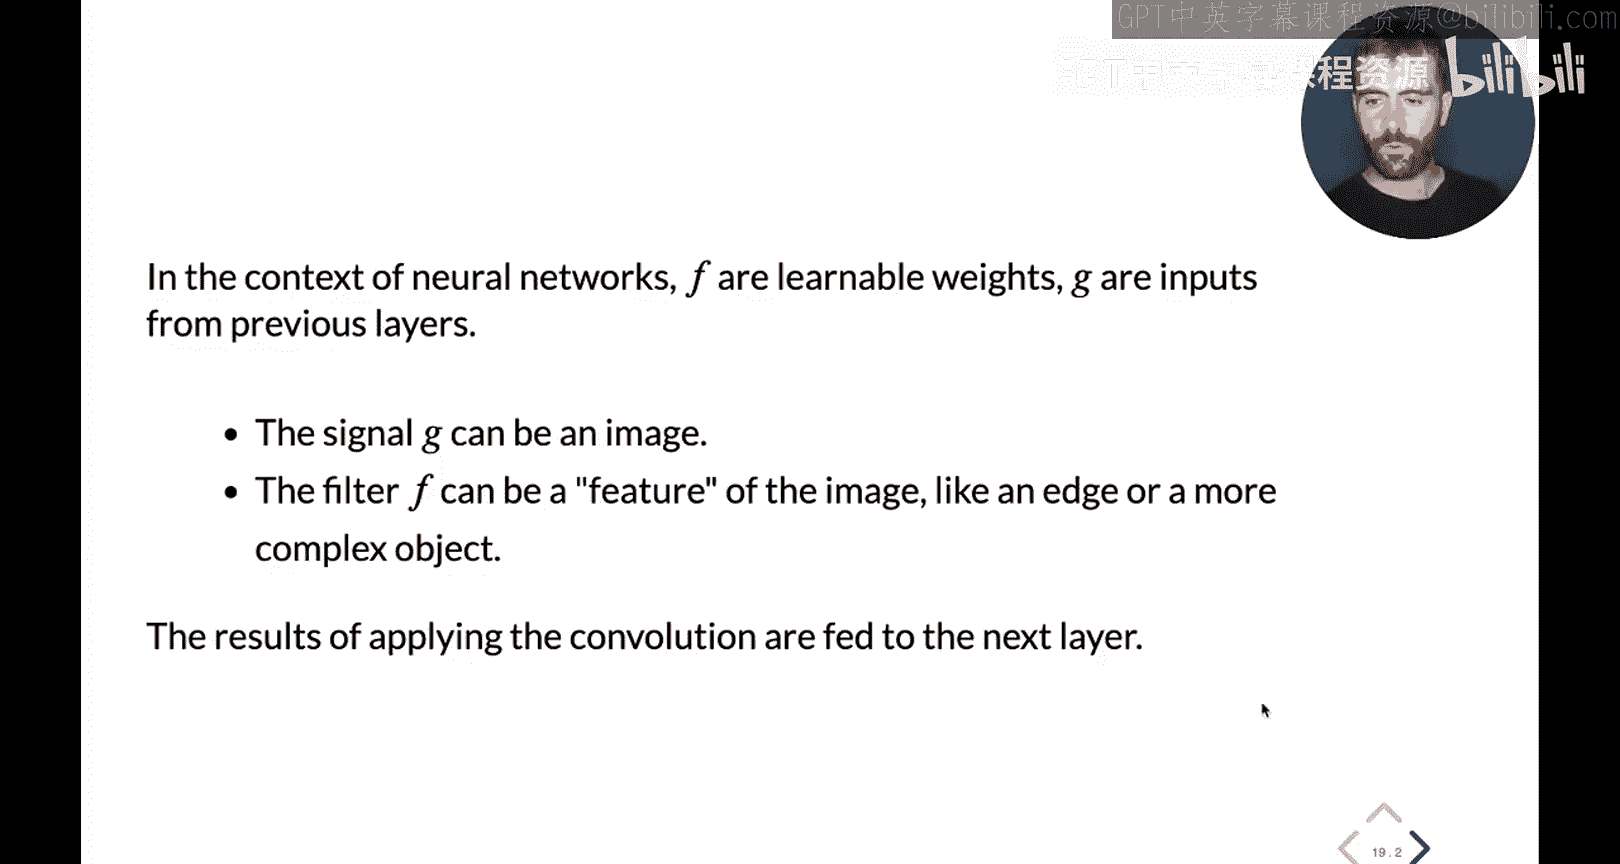 GPT中英字幕课程资源@bilibili.com
程资源 bilibili
In the context of neural networks, f are learnable weights, g are inputs
from previous layers.
• The signal g can be an image.
• The filter f can be a "feature" of the image, like an edge or a more
complex object.
The results of applying the convolution are fed to the next layer.
19.2